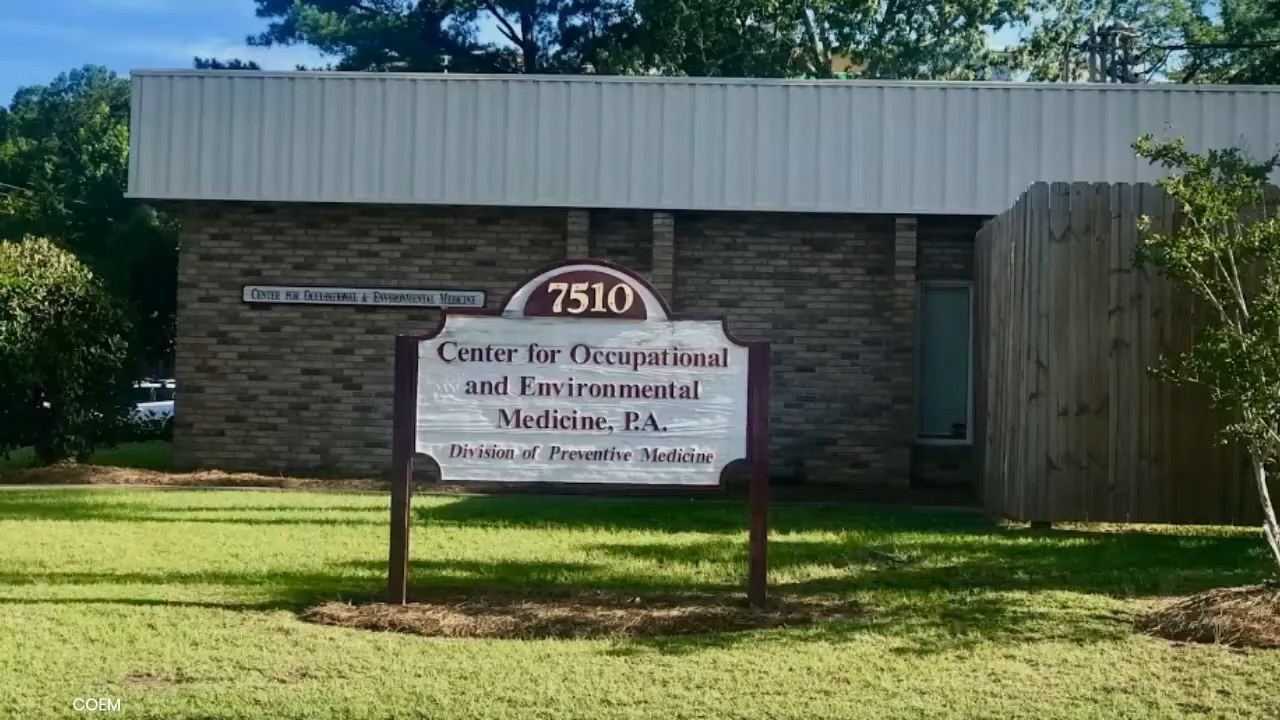 7510
Center for Occupational
and Environmental
Medicine, P.A.
Division of Preventive Medicine
Center for Occupational & Environmental Medicine
COEM